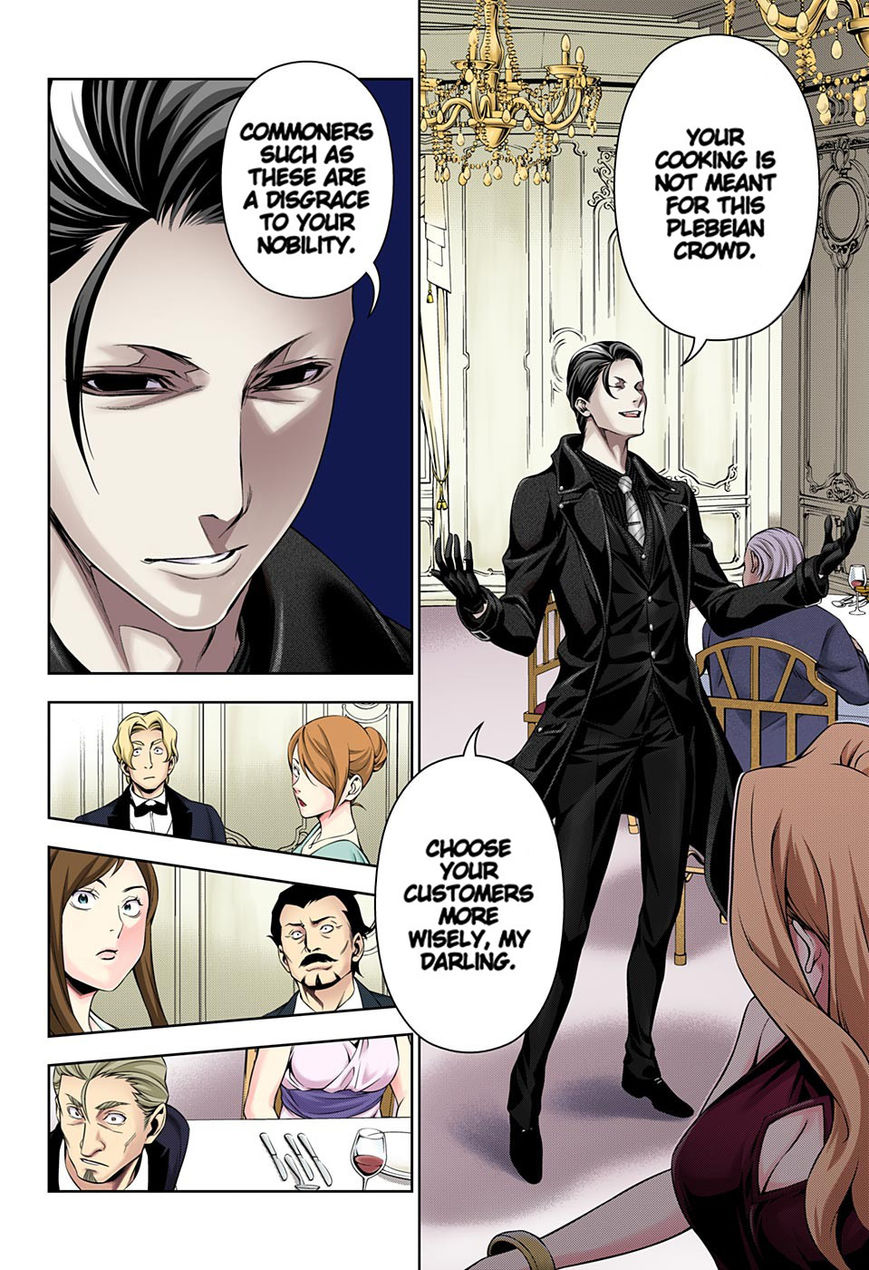 YOUR
COOKING IS
NOT MEANT
FOR THIS
PLEBEIAN
CROWD.
CHOOSE
YOUR
CUSTOMERS
MORE
WISELY, MY
DARLING.
COMMONERS
SUCH AS
THESE ARE
A DISGRACE
TO YOUR
NOBILITY.